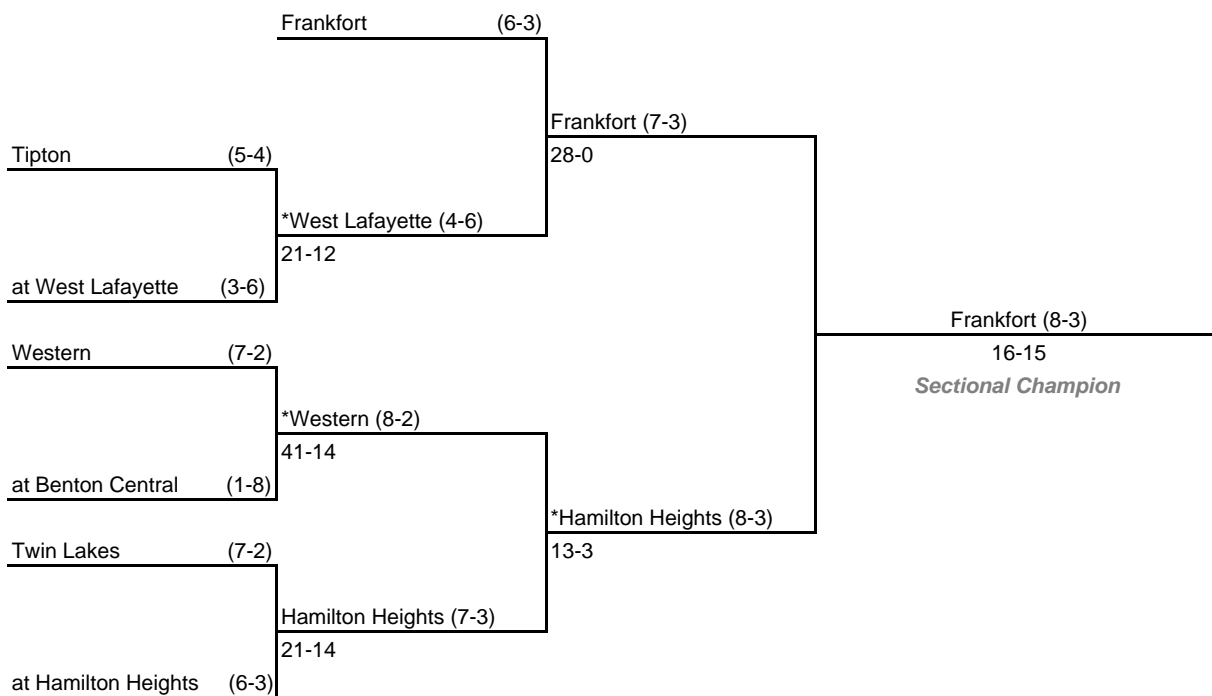 Frankfort (6-3)
Frankfort (7-3)
Tipton (5-4)
28-0
*West Lafayette (4-6)
21-12
at West Lafayette (3-6)
Frankfort (8-3)
Western (7-2)
16-15
Sectional Champion
*Western (8-2)
41-14
at Benton Central (1-8)
*Hamilton Heights (8-3)
Twin Lakes (7-2)
13-3
Hamilton Heights (7-3)
21-14
at Hamilton Heights (6-3)